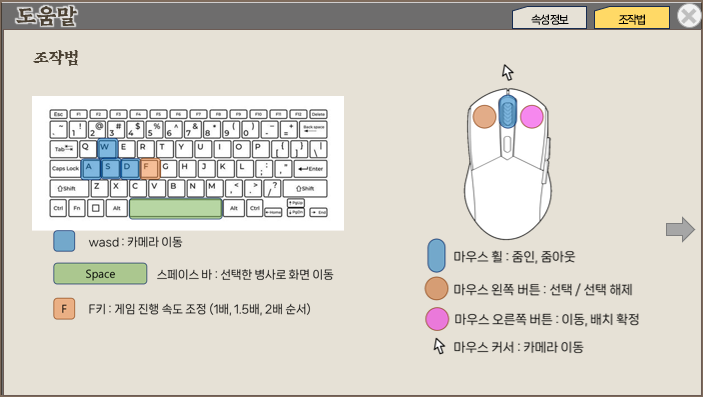 도움말
속성정보
조작법
조작법
Esc F1 F2 F3 F4 F5 F6 F7 F8 F9 F10 F11 F12 Delete
~ ` ! 1 @ 2 # 3 $ 4 % 5 ^ 6 & 7 * 8 ( 9 ) 0 _ - + = Back space
Tab Q W E R T Y U I O P { [ } ] | \
Caps Lock A S D F G H J K L : ; " ' Enter
Shift Z X C V B N M < , > . ? / Shift
Ctrl Fn Alt Alt Ctrl Home PgUp PgDn End
wasd : 카메라 이동
Space 스페이스 바 : 선택한 병사로 화면 이동
F F키 : 게임 진행 속도 조정 (1배, 1.5배, 2배 순서)
마우스 휠 : 줌인, 줌아웃
마우스 왼쪽 버튼 : 선택 / 선택 해제
마우스 오른쪽 버튼 : 이동, 배치 확정
마우스 커서 : 카메라 이동